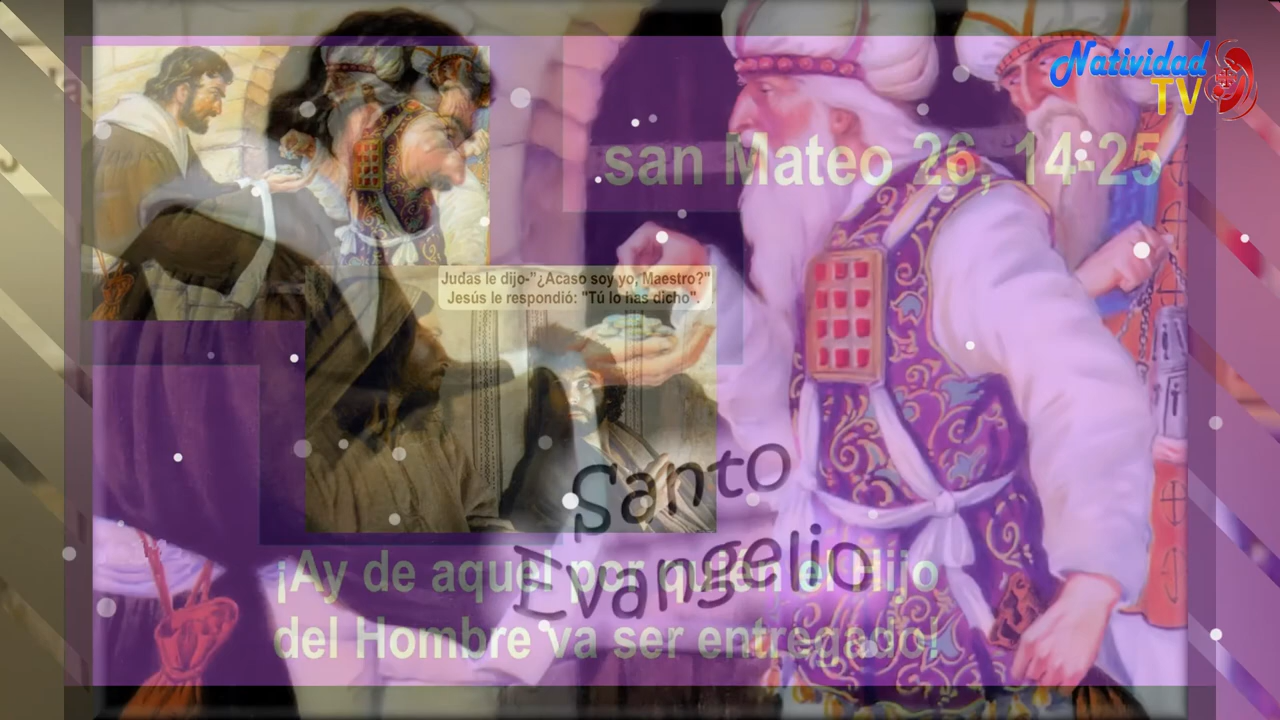 Natividad
TV
san Mateo 26, 14-25
Judas le dijo-"¿Acaso soy yo, Maestro?"
Jesús le respondió: "Tú lo has dicho".
Santo
Evangelio
¡Ay de aquel por quien el Hijo
del Hombre va ser entregado!